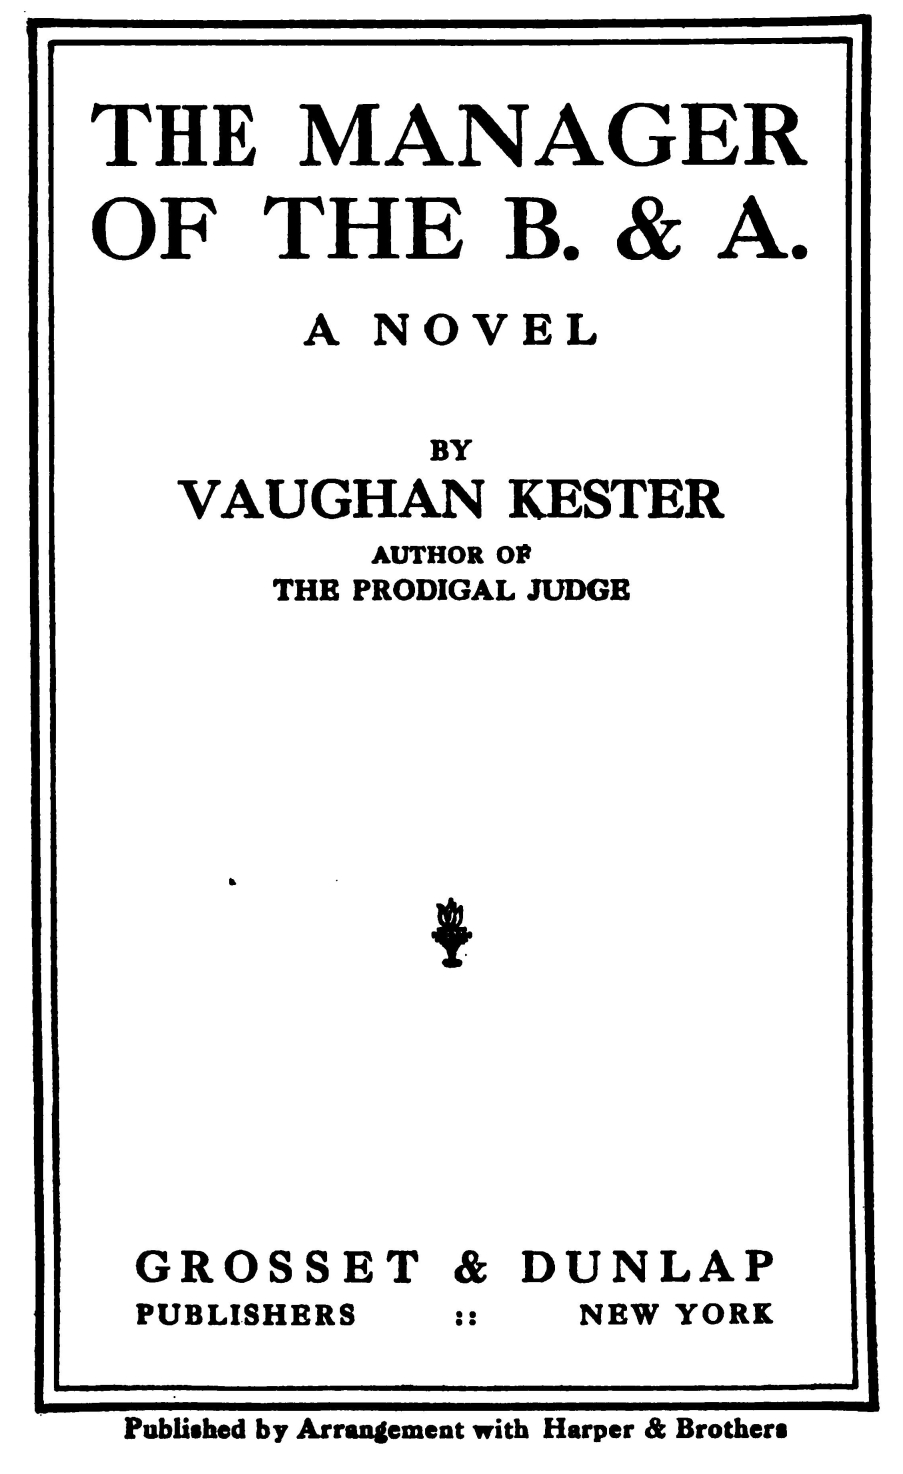 THE MANAGER
OF THE B. & A.
A NOVEL
BY
VAUGHAN KESTER
AUTHOR OF
THE PRODIGAL JUDGE
GROSSET & DUNLAP
PUBLISHERS :: NEW YORK
Published by Arrangement with Harper & Brothers